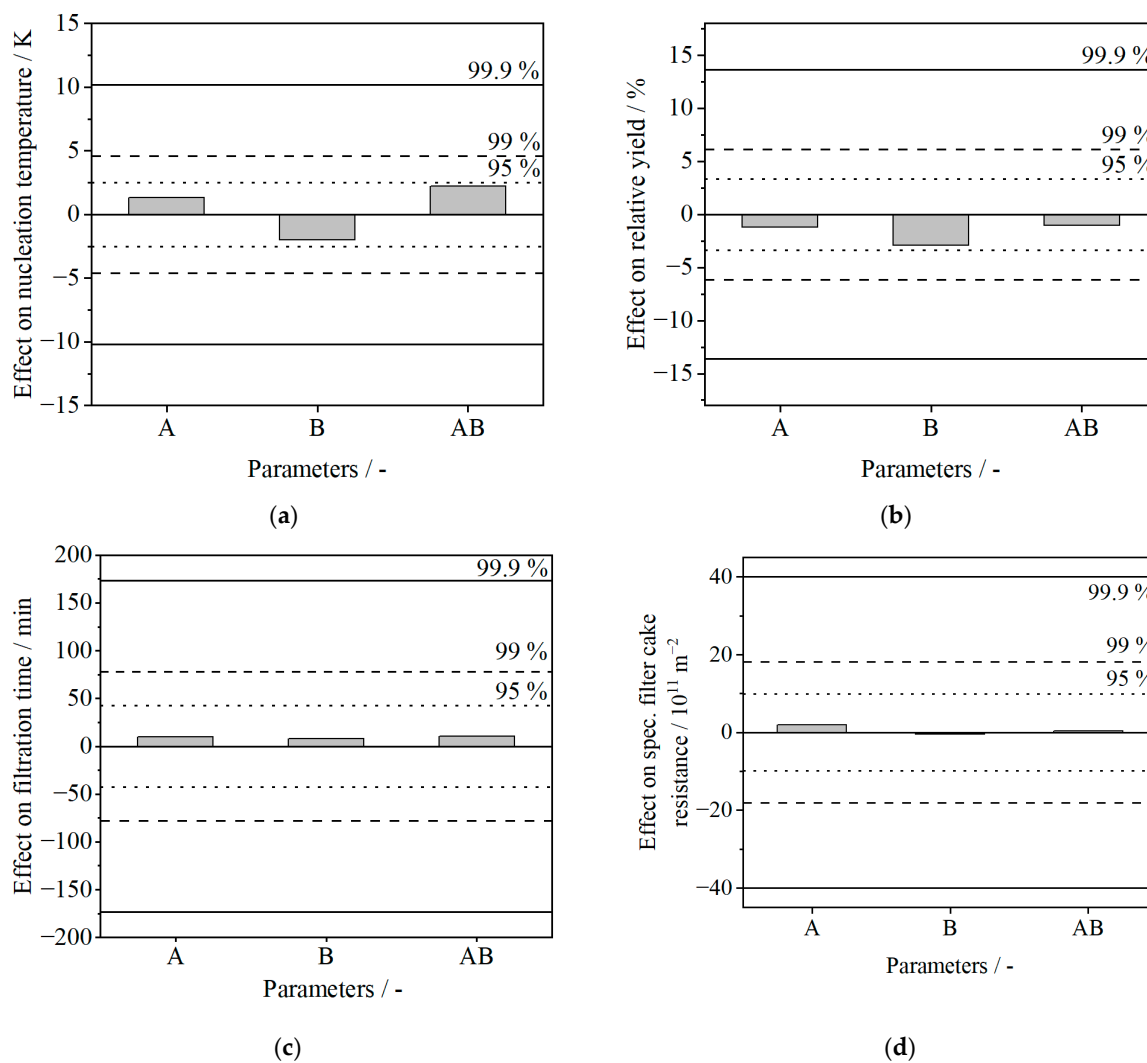 Effect on nucleation temperature / K
15
10
5
0
−5
−10
−15
99.9 %
99 %
95 %
A B AB
Parameters / -
(a)
Effect on relative yield / %
15
10
5
0
−5
−10
−15
99.9 %
99 %
95 %
A B AB
Parameters / -
(b)
Effect on filtration time / min
200
150
100
50
0
−50
−100
−150
−200
99.9 %
99 %
95 %
A B AB
Parameters / -
(c)
Effect on spec. filter cake
resistance / 10¹¹ m⁻²
40
20
0
−20
−40
99.9 %
99 %
95 %
A B AB
Parameters / -
(d)